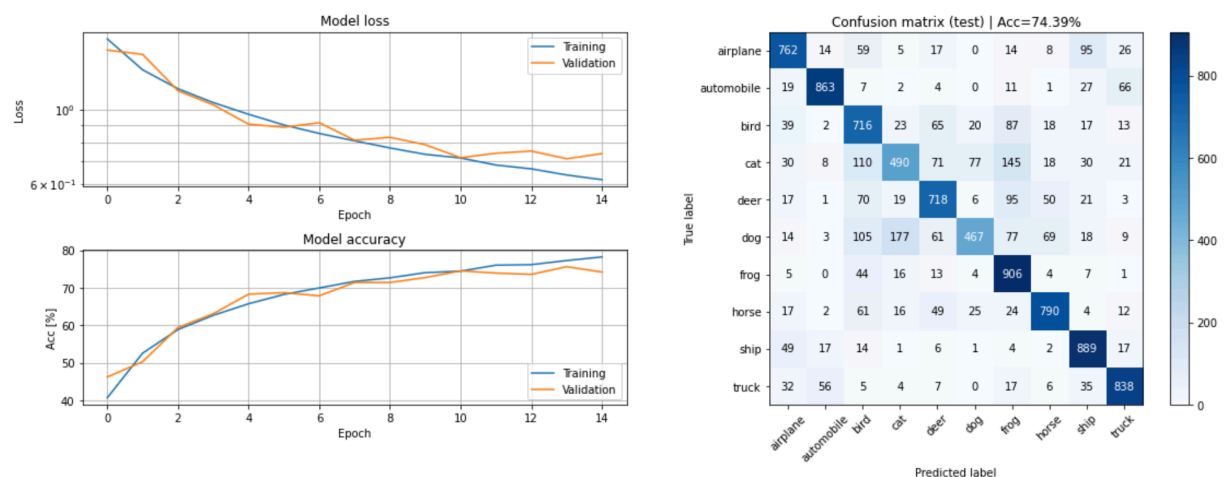 Model loss
Loss
10⁰
6 × 10⁻¹
Training
Validation
0 2 4 6 8 10 12 14
Epoch
Model accuracy
Acc [%]
80
70
60
50
40
Training
Validation
0 2 4 6 8 10 12 14
Epoch
Confusion matrix (test) | Acc=74.39%
True label
airplane 762 14 59 5 17 0 14 8 95 26
automobile 19 863 7 2 4 0 11 1 27 66
bird 39 2 716 23 65 20 87 18 17 13
cat 30 8 110 490 71 77 145 18 30 21
deer 17 1 70 19 718 6 95 50 21 3
dog 14 3 105 177 61 467 77 69 18 9
frog 5 0 44 16 13 4 906 4 7 1
horse 17 2 61 16 49 25 24 790 4 12
ship 49 17 14 1 6 1 4 2 889 17
truck 32 56 5 4 7 0 17 6 35 838
airplane automobile bird cat deer dog frog horse ship truck
Predicted label
800
600
400
200
0